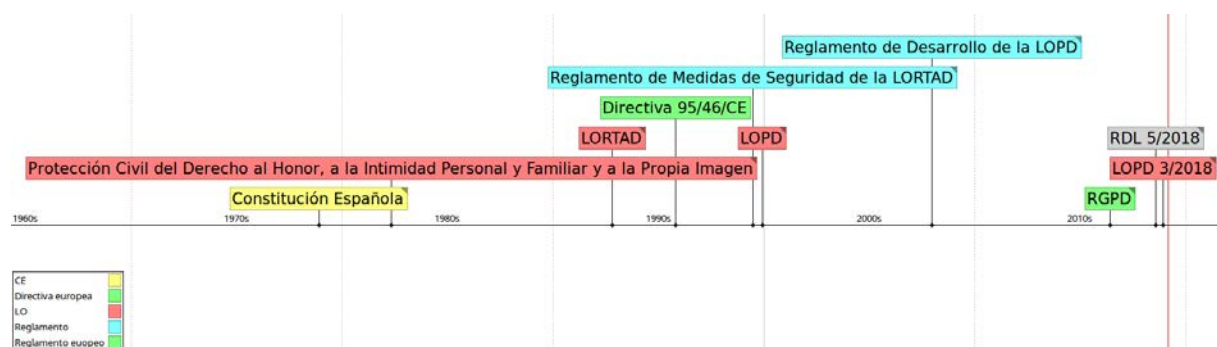 Reglamento de Desarrollo de la LOPD
Reglamento de Medidas de Seguridad de la LORTAD
Directiva 95/46/CE
LORTAD
LOPD
RDL 5/2018
Protección Civil del Derecho al Honor, a la Intimidad Personal y Familiar y a la Propia Imagen
LOPD 3/2018
Constitución Española
RGPD
1960s
1970s
1980s
1990s
2000s
2010s
CE
Directiva europea
LO
Reglamento
Reglamento euopeo